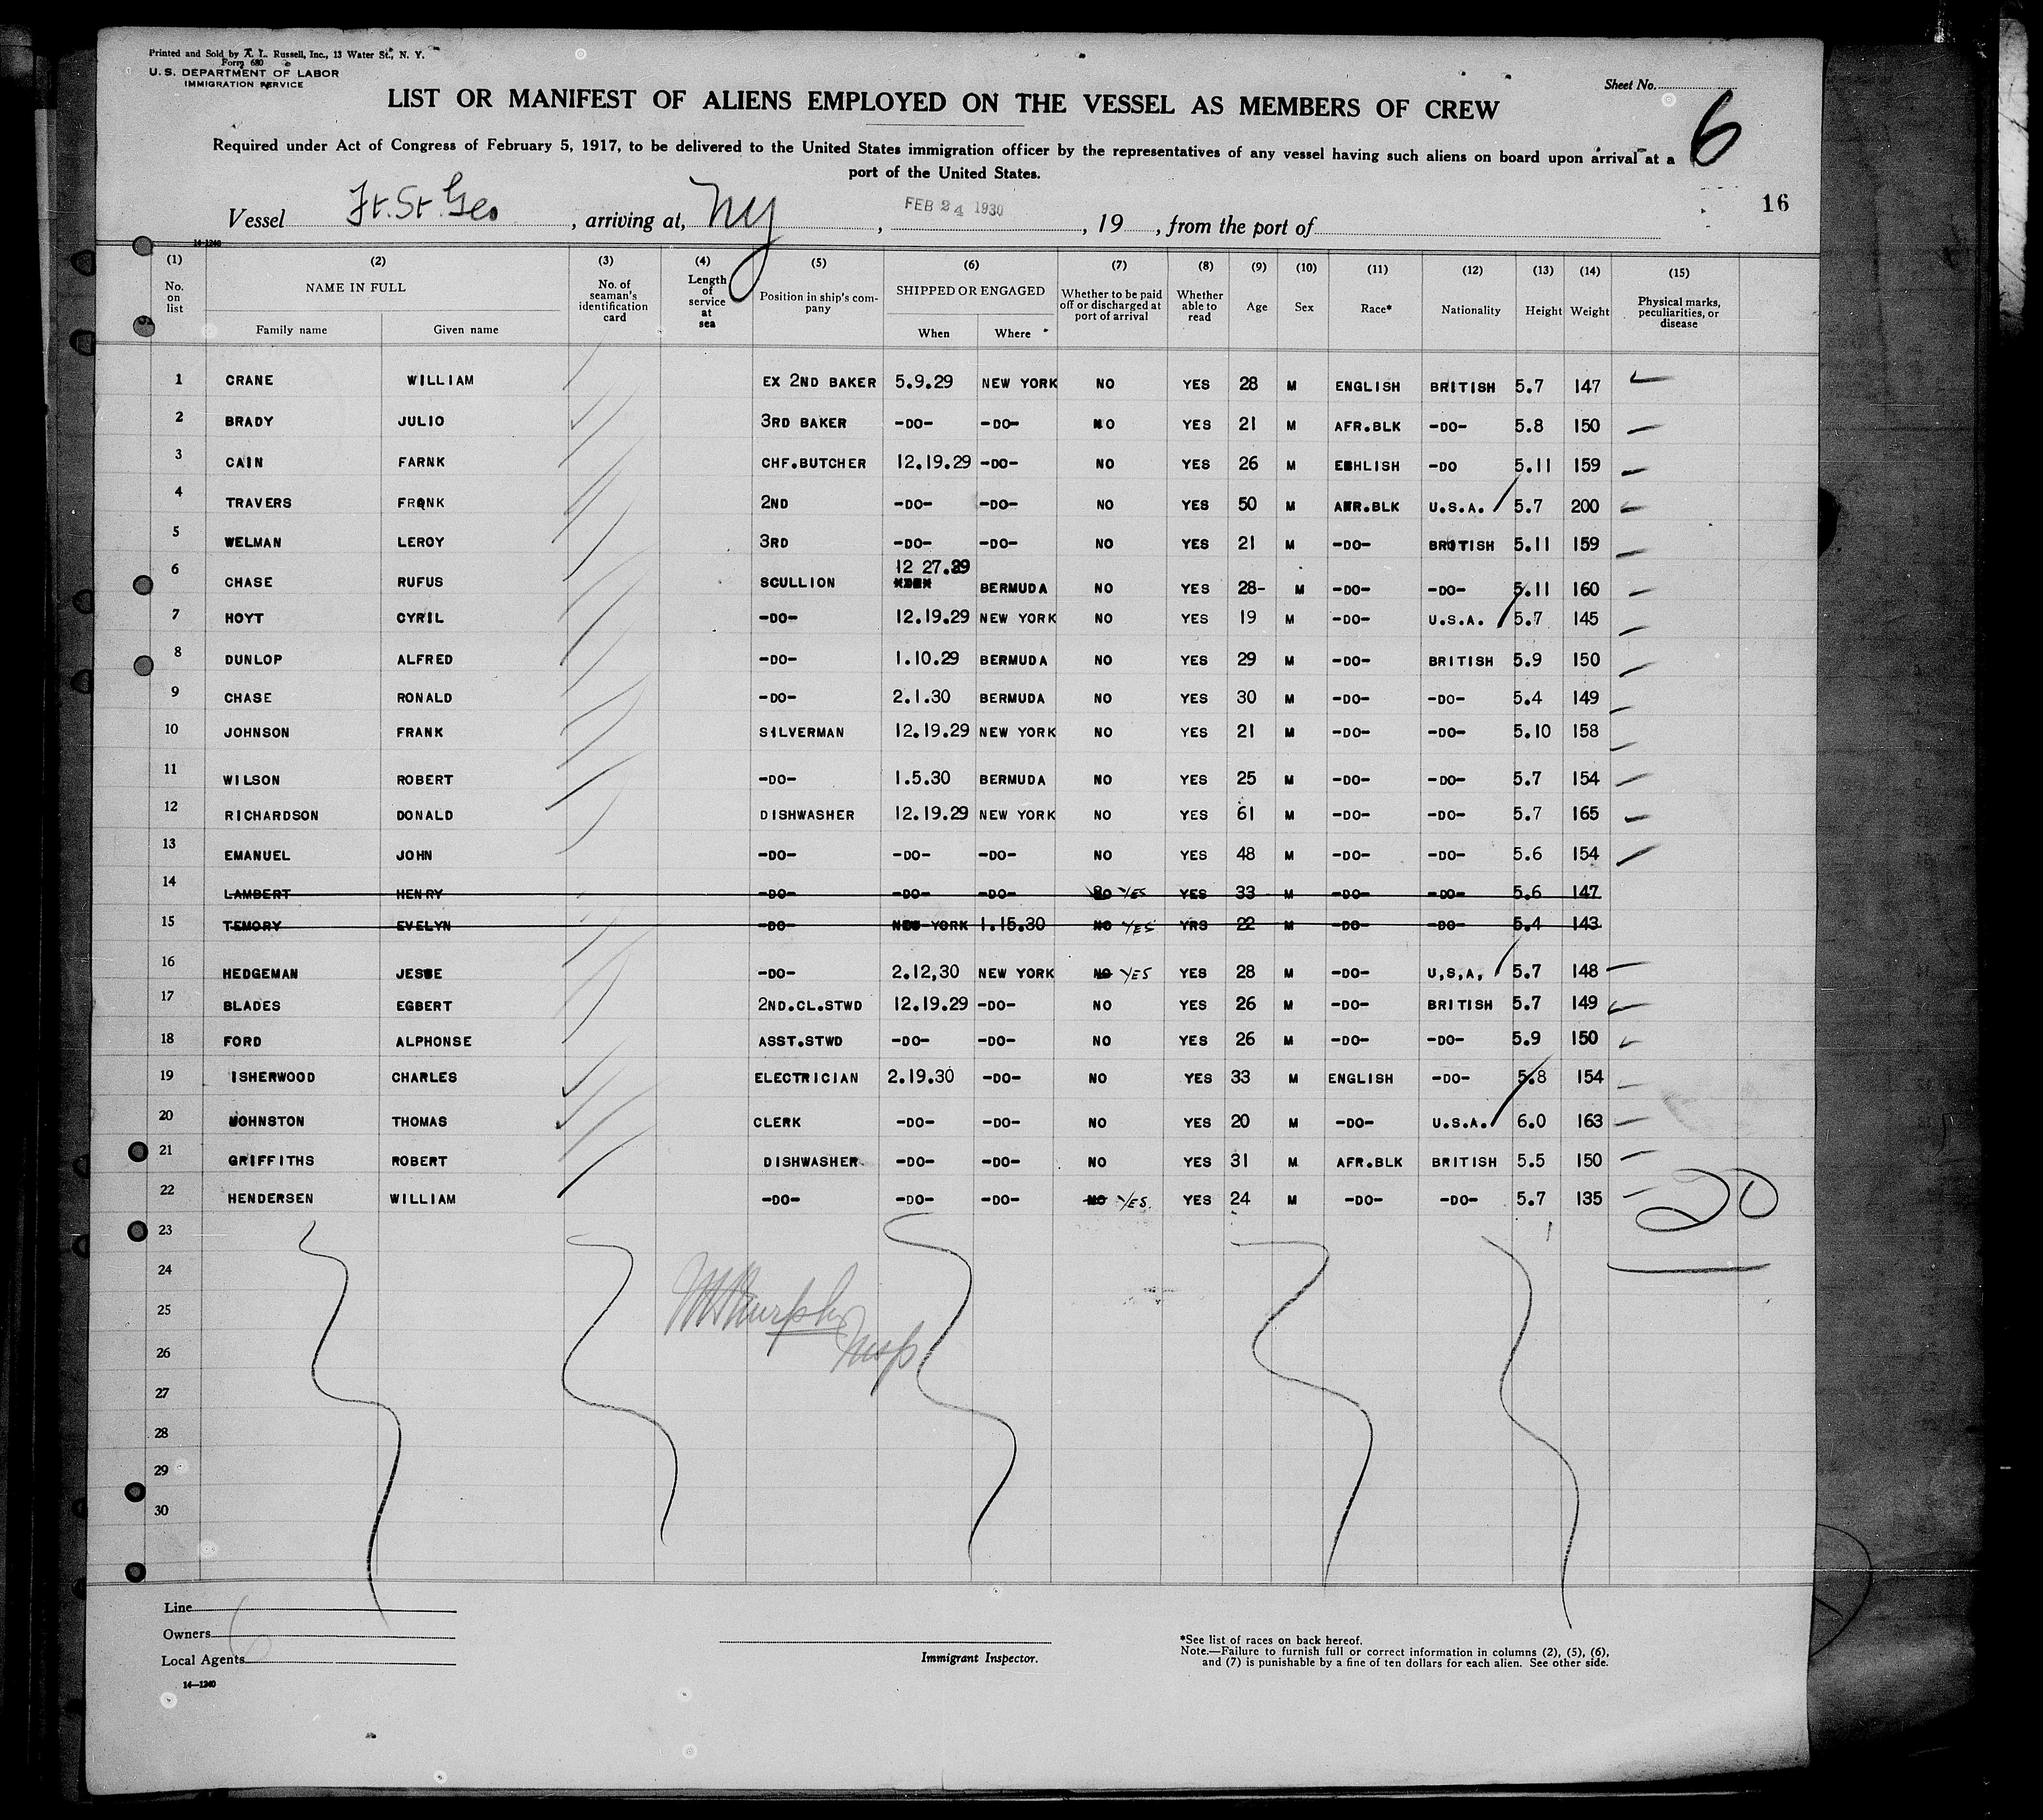 Printed and Sold by A. L. Russell, Inc., 13 Water St., N. Y.
Form 680
U. S. DEPARTMENT OF LABOR
IMMIGRATION SERVICE
Sheet No.
6
LIST OR MANIFEST OF ALIENS EMPLOYED ON THE VESSEL AS MEMBERS OF CREW
Required under Act of Congress of February 5, 1917, to be delivered to the United States immigration officer by the representatives of any vessel having such aliens on board upon arrival at a
port of the United States.
16
Vessel Ft. St. Geo , arriving at, NY , FEB 24 1930 , 19 , from the port of
14-1240
(1) (2) (3) (4) (5) (6) (7) (8) (9) (10) (11) (12) (13) (14) (15)
No. on list NAME IN FULL Family name Given name No. of seaman's identification card Length of service at sea Position in ship's company SHIPPED OR ENGAGED When Where Whether to be paid off or discharged at port of arrival Whether able to read Age Sex Race* Nationality Height Weight Physical marks, peculiarities, or disease
1 CRANE WILLIAM EX 2ND BAKER 5.9.29 NEW YORK NO YES 28 M ENGLISH BRITISH 5.7 147
2 BRADY JULIO 3RD BAKER -DO- -DO- NO YES 21 M AFR.BLK -DO- 5.8 150
3 CAIN FARNK CHF.BUTCHER 12.19.29 -DO- NO YES 26 M EBHLISH -DO 5.11 159
4 TRAVERS FRANK 2ND -DO- -DO- NO YES 50 M AFR.BLK U.S.A. 5.7 200
5 WELMAN LEROY 3RD -DO- -DO- NO YES 21 M -DO- BRITISH 5.11 159
6 CHASE RUFUS SCULLION 12 27.29 BERMUDA NO YES 28- M -DO- -DO- 5.11 160
7 HOYT CYRIL -DO- 12.19.29 NEW YORK NO YES 19 M -DO- U.S.A. 5.7 145
8 DUNLOP ALFRED -DO- 1.10.29 BERMUDA NO YES 29 M -DO- BRITISH 5.9 150
9 CHASE RONALD -DO- 2.1.30 BERMUDA NO YES 30 M -DO- -DO- 5.4 149
10 JOHNSON FRANK SILVERMAN 12.19.29 NEW YORK NO YES 21 M -DO- -DO- 5.10 158
11 WILSON ROBERT -DO- 1.5.30 BERMUDA NO YES 25 M -DO- -DO- 5.7 154
12 RICHARDSON DONALD DISHWASHER 12.19.29 NEW YORK NO YES 61 M -DO- -DO- 5.7 165
13 EMANUEL JOHN -DO- -DO- -DO- NO YES 48 M -DO- -DO- 5.6 154
14 LAMBERT HENRY -DO- -DO- -DO- NO YES YES 33 M -DO- -DO- 5.6 147
15 TEMORY EVELYN -DO- NEW YORK 1.15.30 NO YES YRS 22 M -DO- -DO- 5.4 143
16 HEDGEMAN JESSE -DO- 2.12,30 NEW YORK NO YES YES 28 M -DO- U,S,A, 5.7 148
17 BLADES EGBERT 2ND.CL.STWD 12.19.29 -DO- NO YES 26 M -DO- BRITISH 5.7 149
18 FORD ALPHONSE ASST.STWD -DO- -DO- NO YES 26 M -DO- -DO- 5.9 150
19 ISHERWOOD CHARLES ELECTRICIAN 2.19.30 -DO- NO YES 33 M ENGLISH -DO- 5.8 154
20 JOHNSTON THOMAS CLERK -DO- -DO- NO YES 20 M -DO- U.S.A. 6.0 163
21 GRIFFITHS ROBERT DISHWASHER -DO- -DO- NO YES 31 M AFR.BLK BRITISH 5.5 150
22 HENDERSEN WILLIAM -DO- -DO- -DO- NO YES. YES 24 M -DO- -DO- 5.7 135
20
23
24
25
26
27
28
29
30
Murphy
Insp
Line
Owners
Local Agents
6
14—1240
Immigrant Inspector.
*See list of races on back hereof.
Note.—Failure to furnish full or correct information in columns (2), (5), (6),
and (7) is punishable by a fine of ten dollars for each alien. See other side.